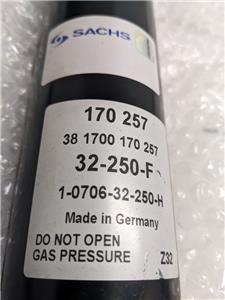 SACHS
170 257
38 1700 170 257
32-250-F
1-0706-32-250-H
Made in Germany
DO NOT OPEN
GAS PRESSURE Z32